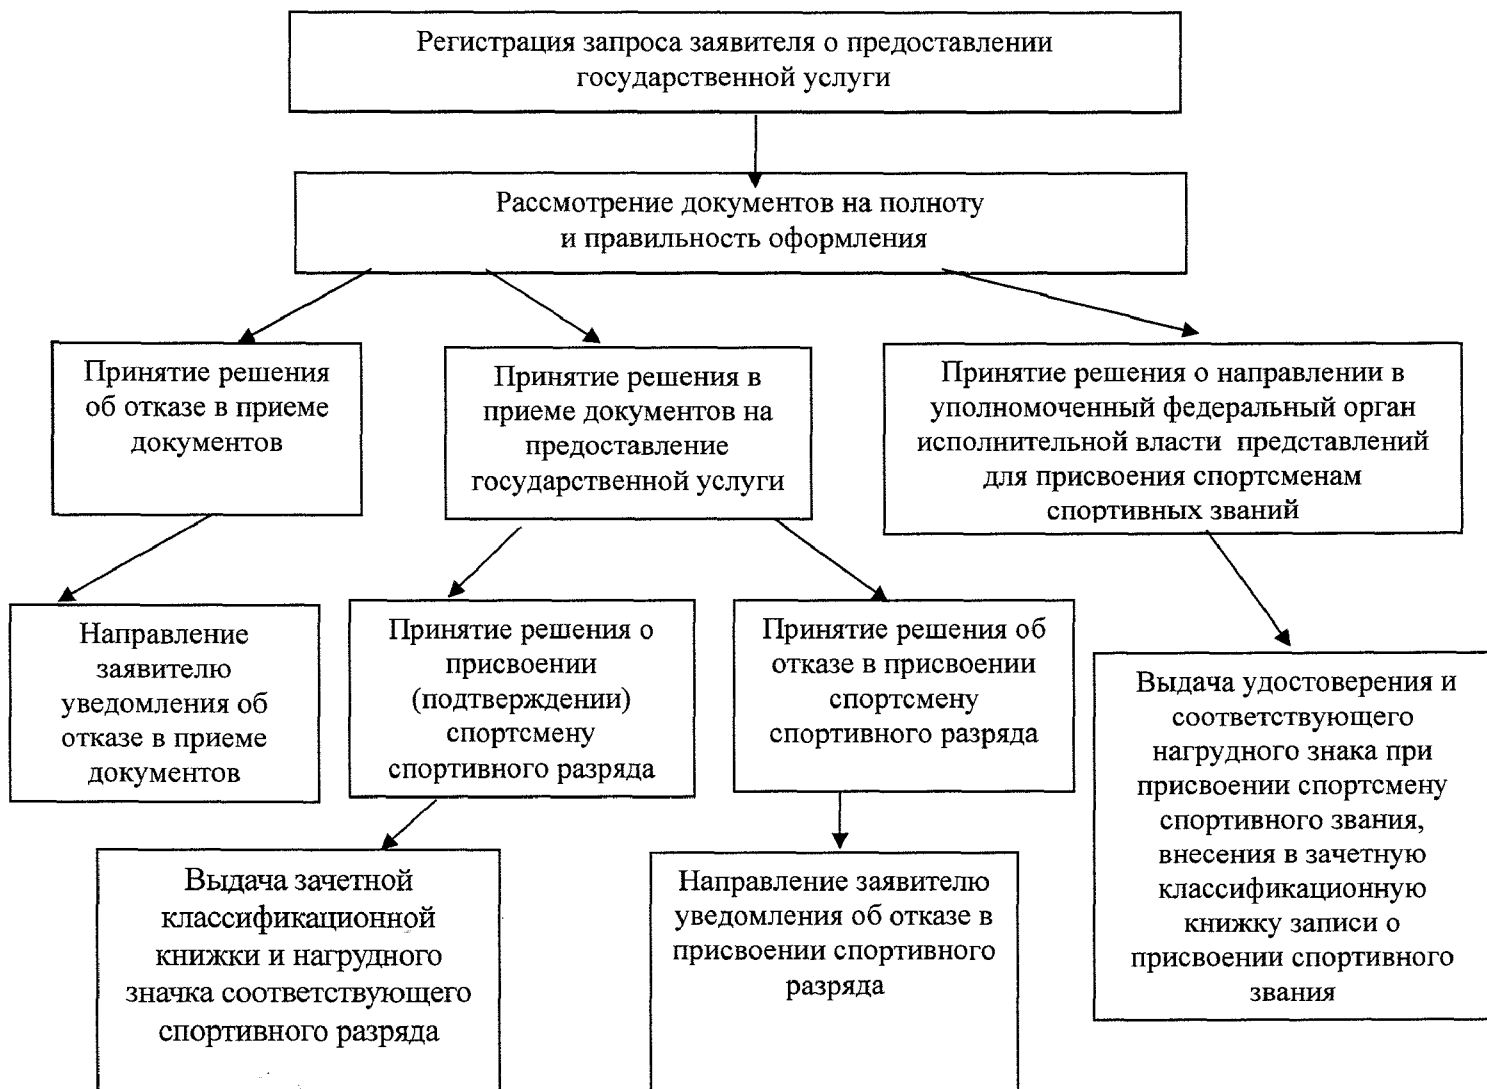 Регистрация запроса заявителя о предоставлении
государственной услуги
Рассмотрение документов на полноту
и правильность оформления
Принятие решения
об отказе в приеме
документов
Принятие решения в
приеме документов на
предоставление
государственной услуги
Принятие решения о направлении в
уполномоченный федеральный орган
исполнительной власти представлений
для присвоения спортсменам
спортивных званий
Направление
заявителю
уведомления об
отказе в приеме
документов
Принятие решения о
присвоении
(подтверждении)
спортсмену
спортивного разряда
Принятие решения об
отказе в присвоении
спортсмену
спортивного разряда
Выдача удостоверения и
соответствующего
нагрудного знака при
присвоении спортсмену
спортивного звания,
внесения в зачетную
классификационную
книжку записи о
присвоении спортивного
звания
Выдача зачетной
классификационной
книжки и нагрудного
значка соответствующего
спортивного разряда
Направление заявителю
уведомления об отказе в
присвоении спортивного
разряда